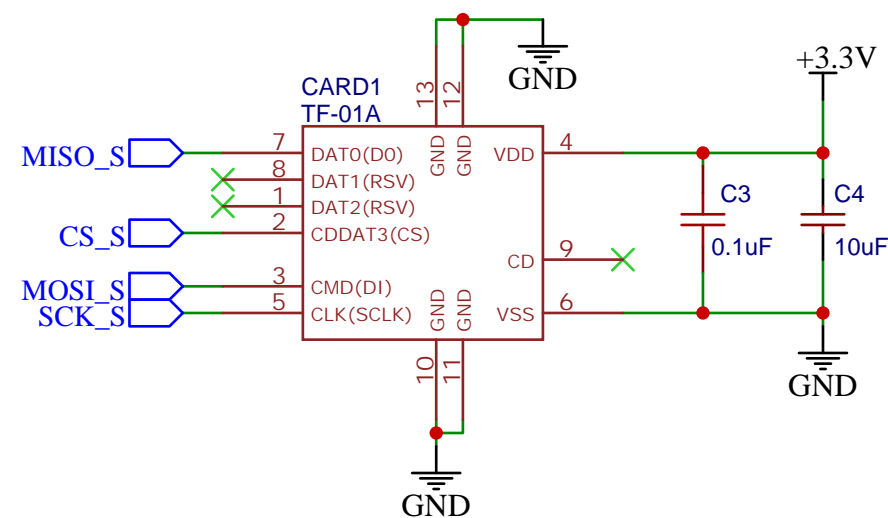 GND
+3.3V
CARD1
TF-01A
13
12
MISO_S
7
DAT0(D0)
GND
GND
VDD
4
8
DAT1(RSV)
1
DAT2(RSV)
C3
C4
CS_S
2
CDDAT3(CS)
0.1uF
10uF
CD
9
MOSI_S
3
CMD(DI)
SCK_S
5
CLK(SCLK)
GND
GND
VSS
6
10
11
GND
GND